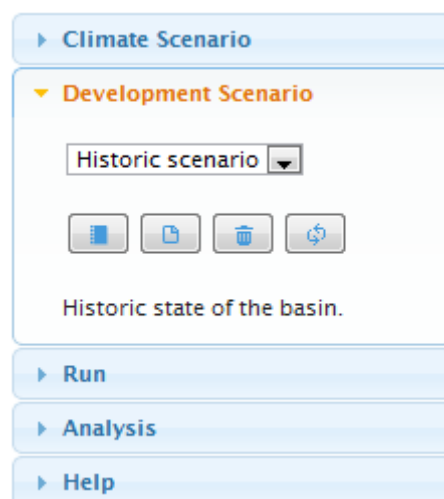 Climate Scenario
Development Scenario
Historic scenario
Historic state of the basin.
Run
Analysis
Help